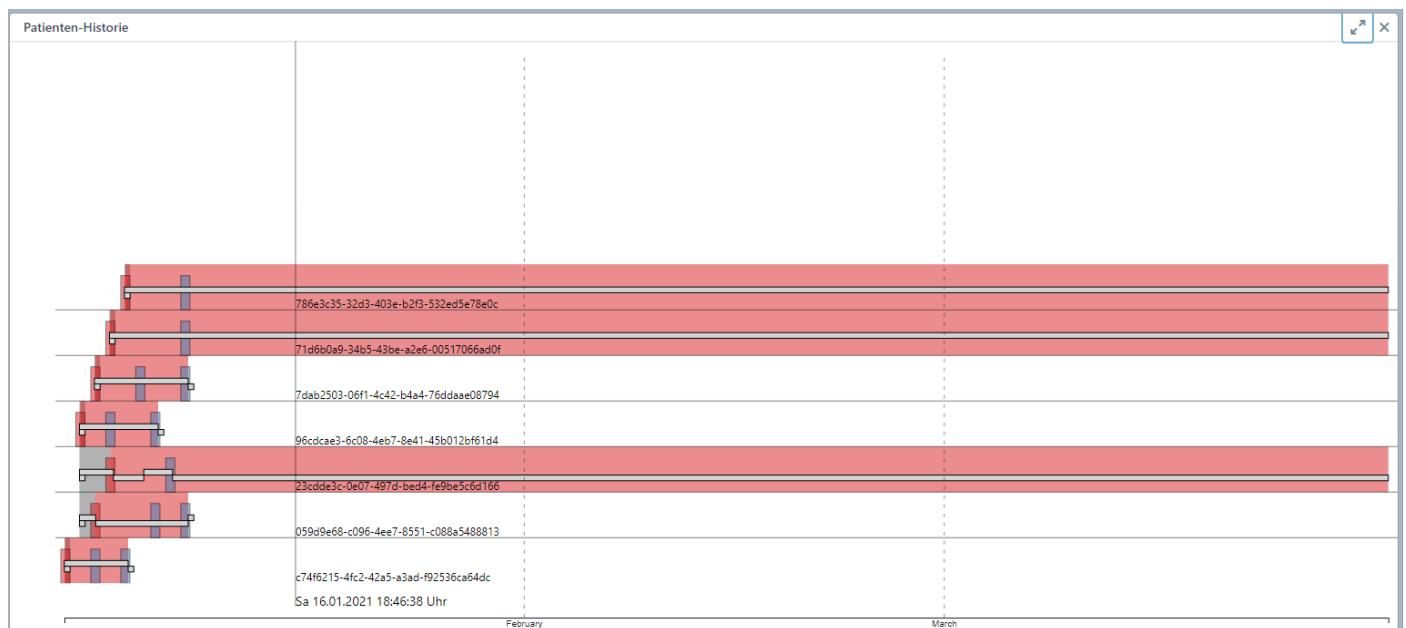 Patienten-Historie
786e3c35-32d3-403e-b2f3-532ed5e78e0c
71d6b0a9-34b5-43be-a2e6-00517066ad0f
7dab2503-06f1-4c42-b4a4-76ddaae08794
96cdcae3-6c08-4eb7-8e41-45b012bf61d4
23cdde3c-0e07-497d-bed4-fe9be5c6d166
059d9e68-c096-4ee7-8551-c088a5488813
c74f6215-4fc2-42a5-a3ad-f92536ca64dc
Sa 16.01.2021 18:46:38 Uhr
February March